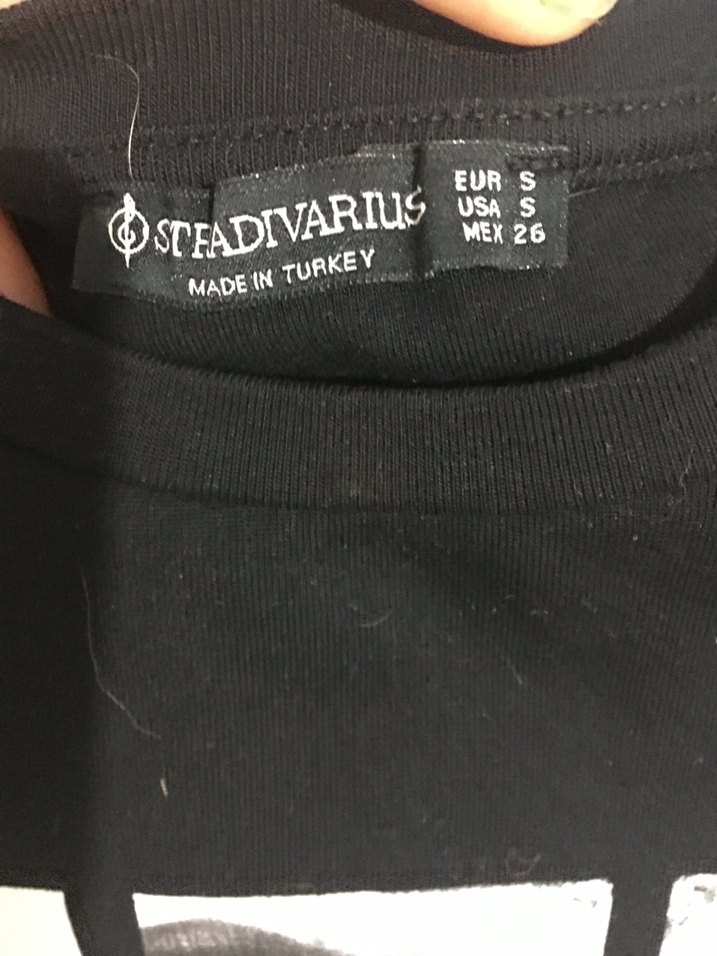 STRADIVARIUS
MADE IN TURKEY
EUR S
USA S
MEX 26